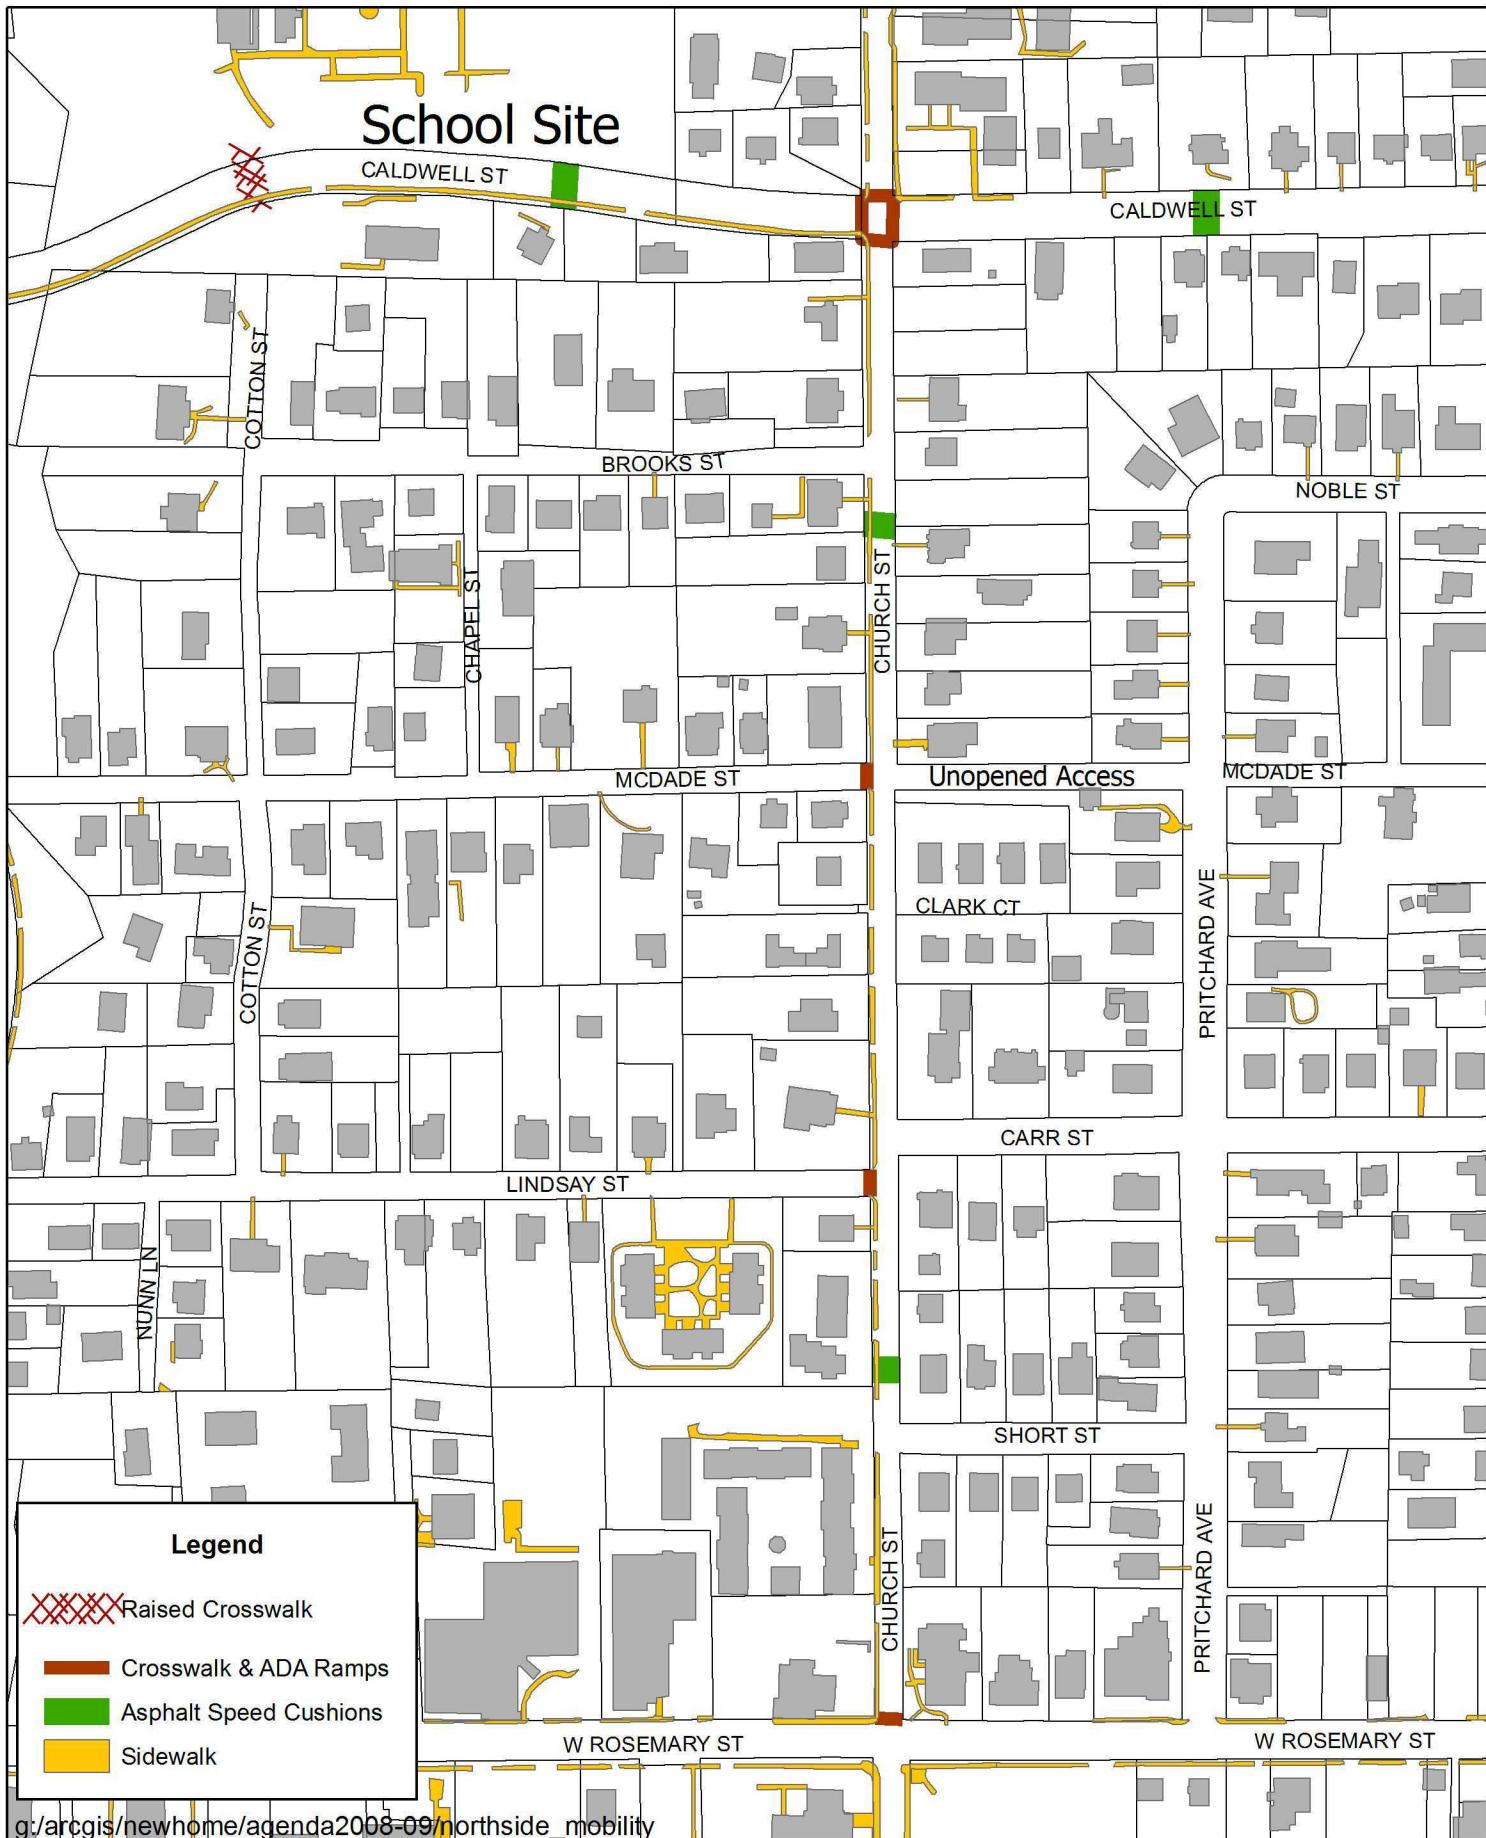 School Site
CALDWELL ST
CALDWELL ST
COTTON ST
BROOKS ST
NOBLE ST
CHURCH ST
CHAPEL ST
MCDADE ST
Unopened Access
MCDADE ST
CLARK CT
PRITCHARD AVE
COTTON ST
CARR ST
LINDSAY ST
NUNN LN
SHORT ST
CHURCH ST
PRITCHARD AVE
Legend
Raised Crosswalk
Crosswalk & ADA Ramps
Asphalt Speed Cushions
Sidewalk
W ROSEMARY ST
W ROSEMARY ST
g:/arcgis/newhome/agenda2008-09/northside_mobility